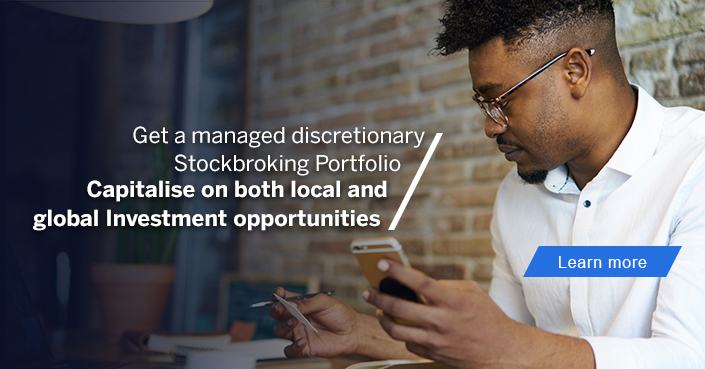 Get a managed discretionary
Stockbroking Portfolio
Capitalise on both local and
global Investment opportunities
Learn more